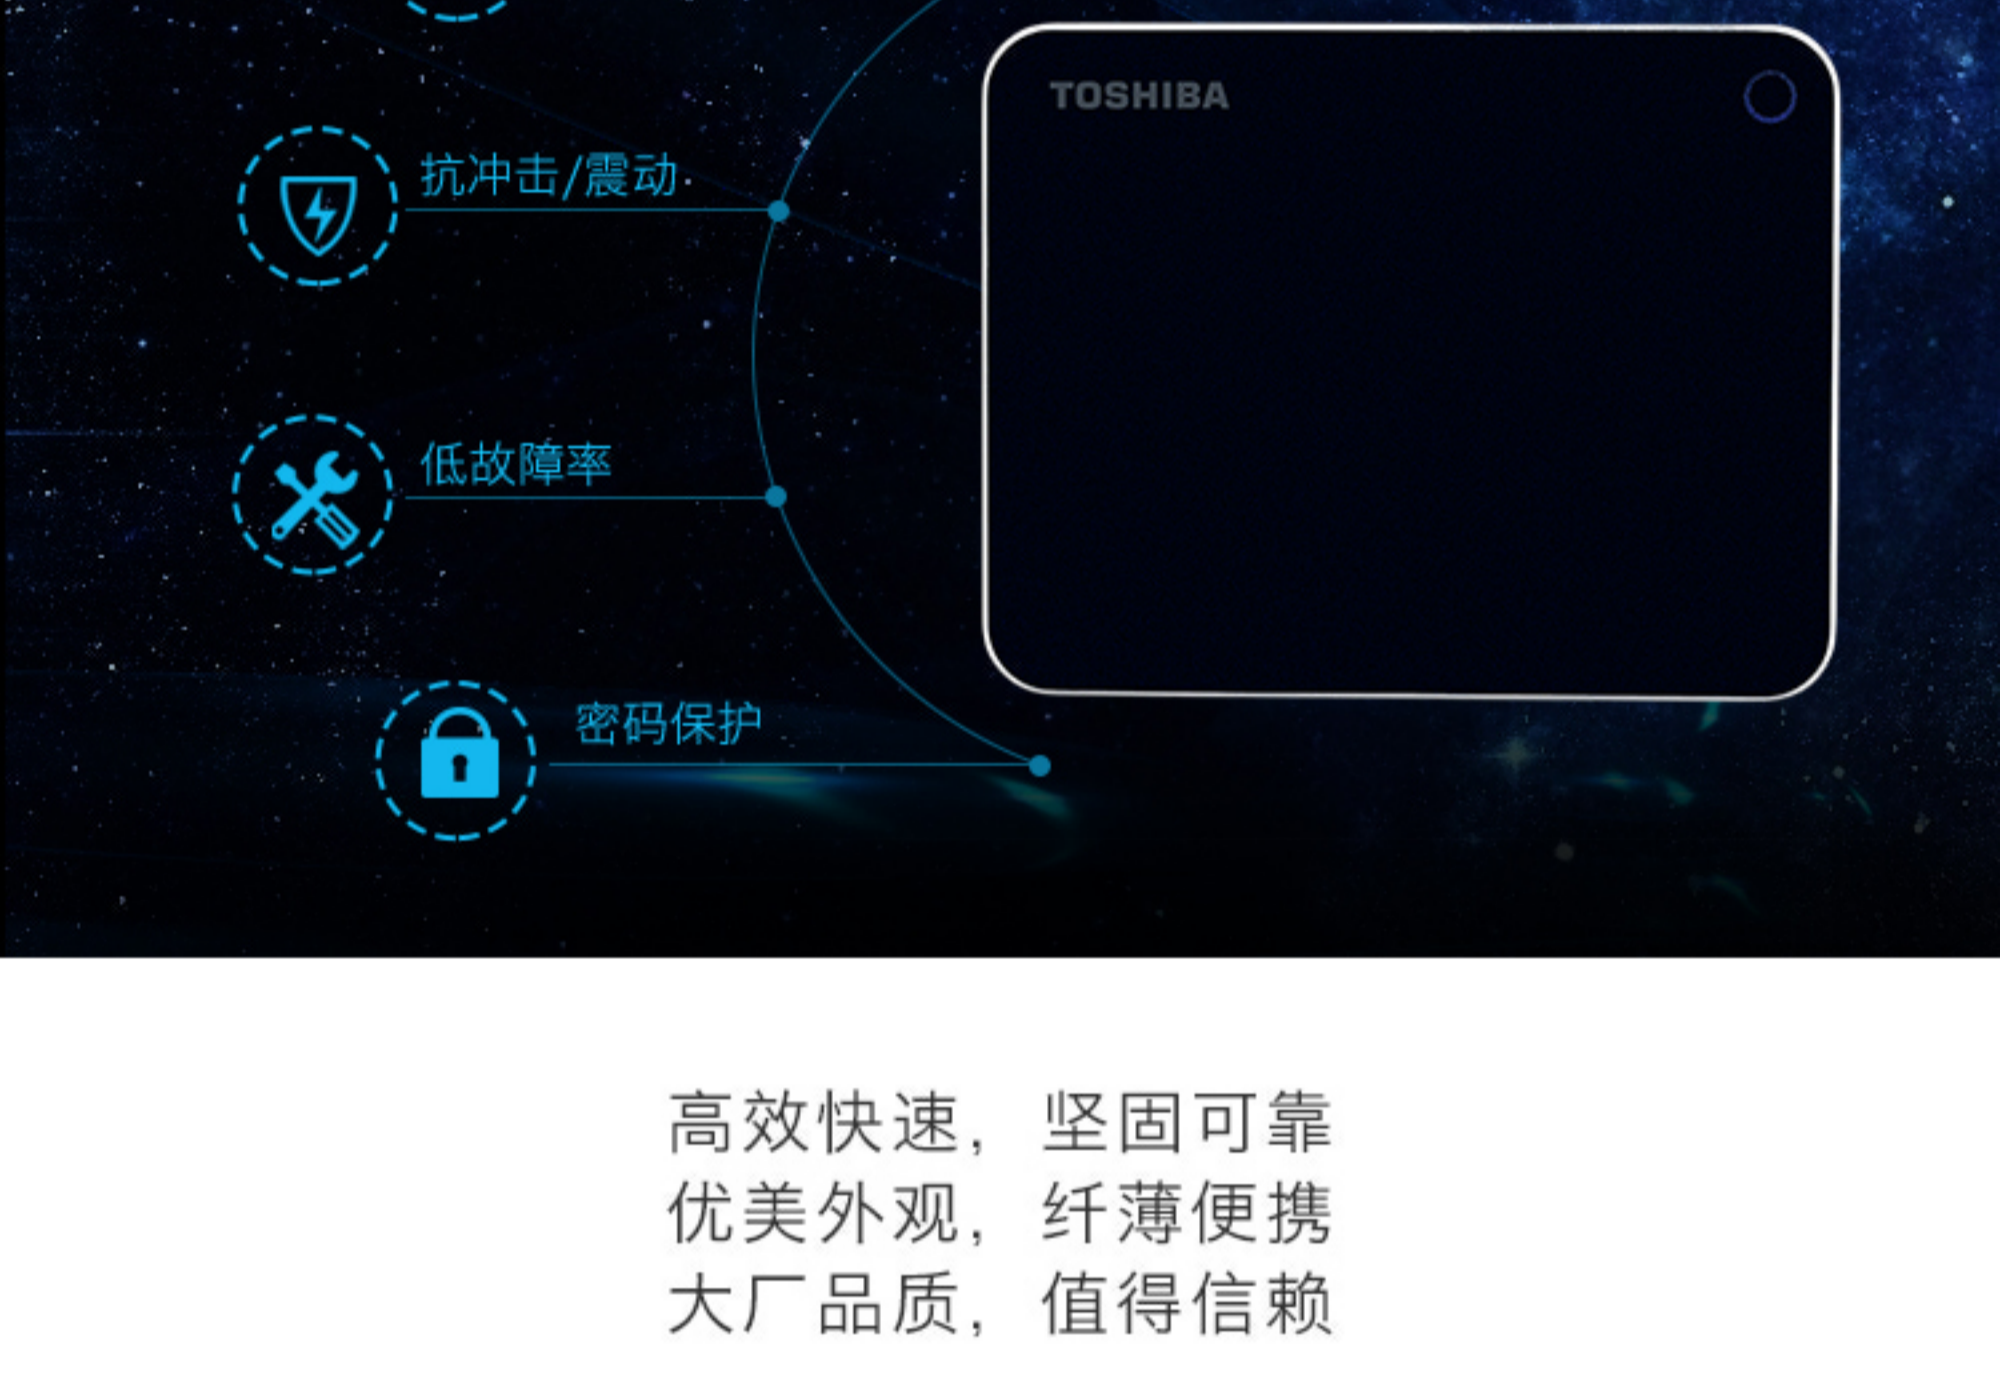 TOSHIBA
抗冲击/震动
低故障率
密码保护
高效快速，坚固可靠
优美外观，纤薄便携
大厂品质，值得信赖